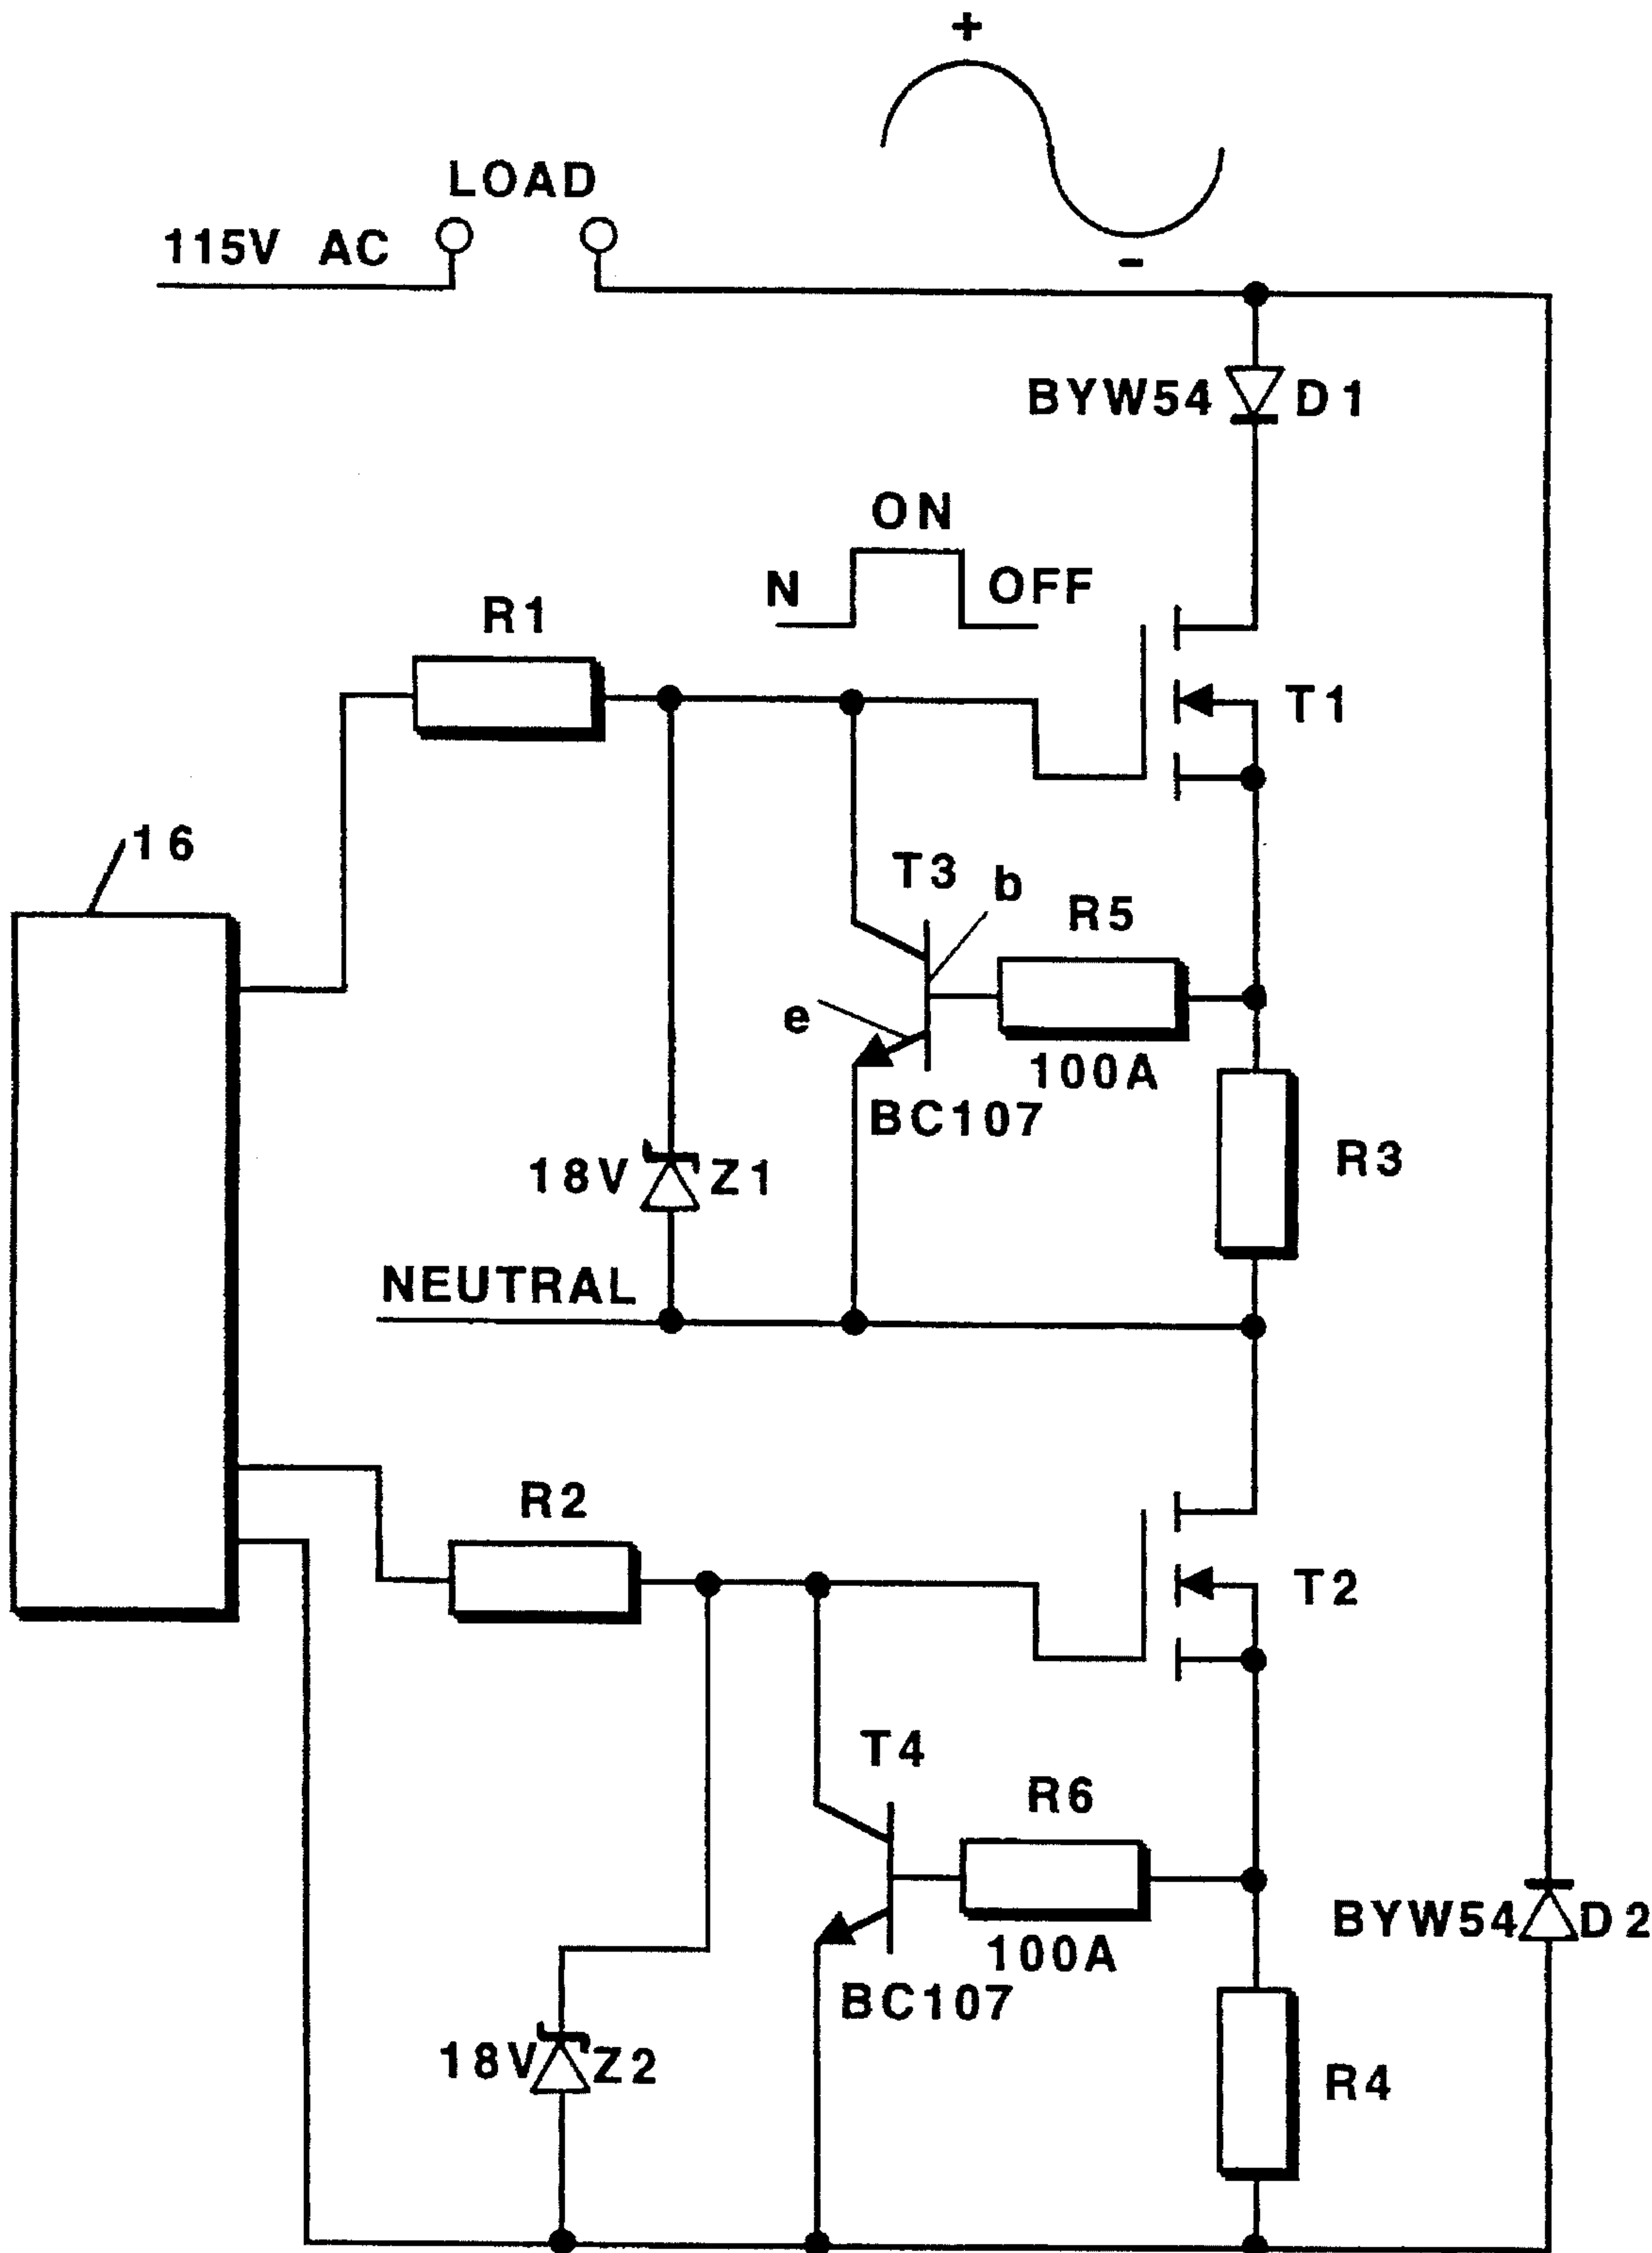 +
LOAD
115V AC
-
BYW54 D1
ON
N OFF
R1
T1
16
T3 b
R5
e
100A
BC107
R3
18V Z1
NEUTRAL
R2
T2
T4
R6
BYW54 D2
100A
BC107
18V Z2
R4